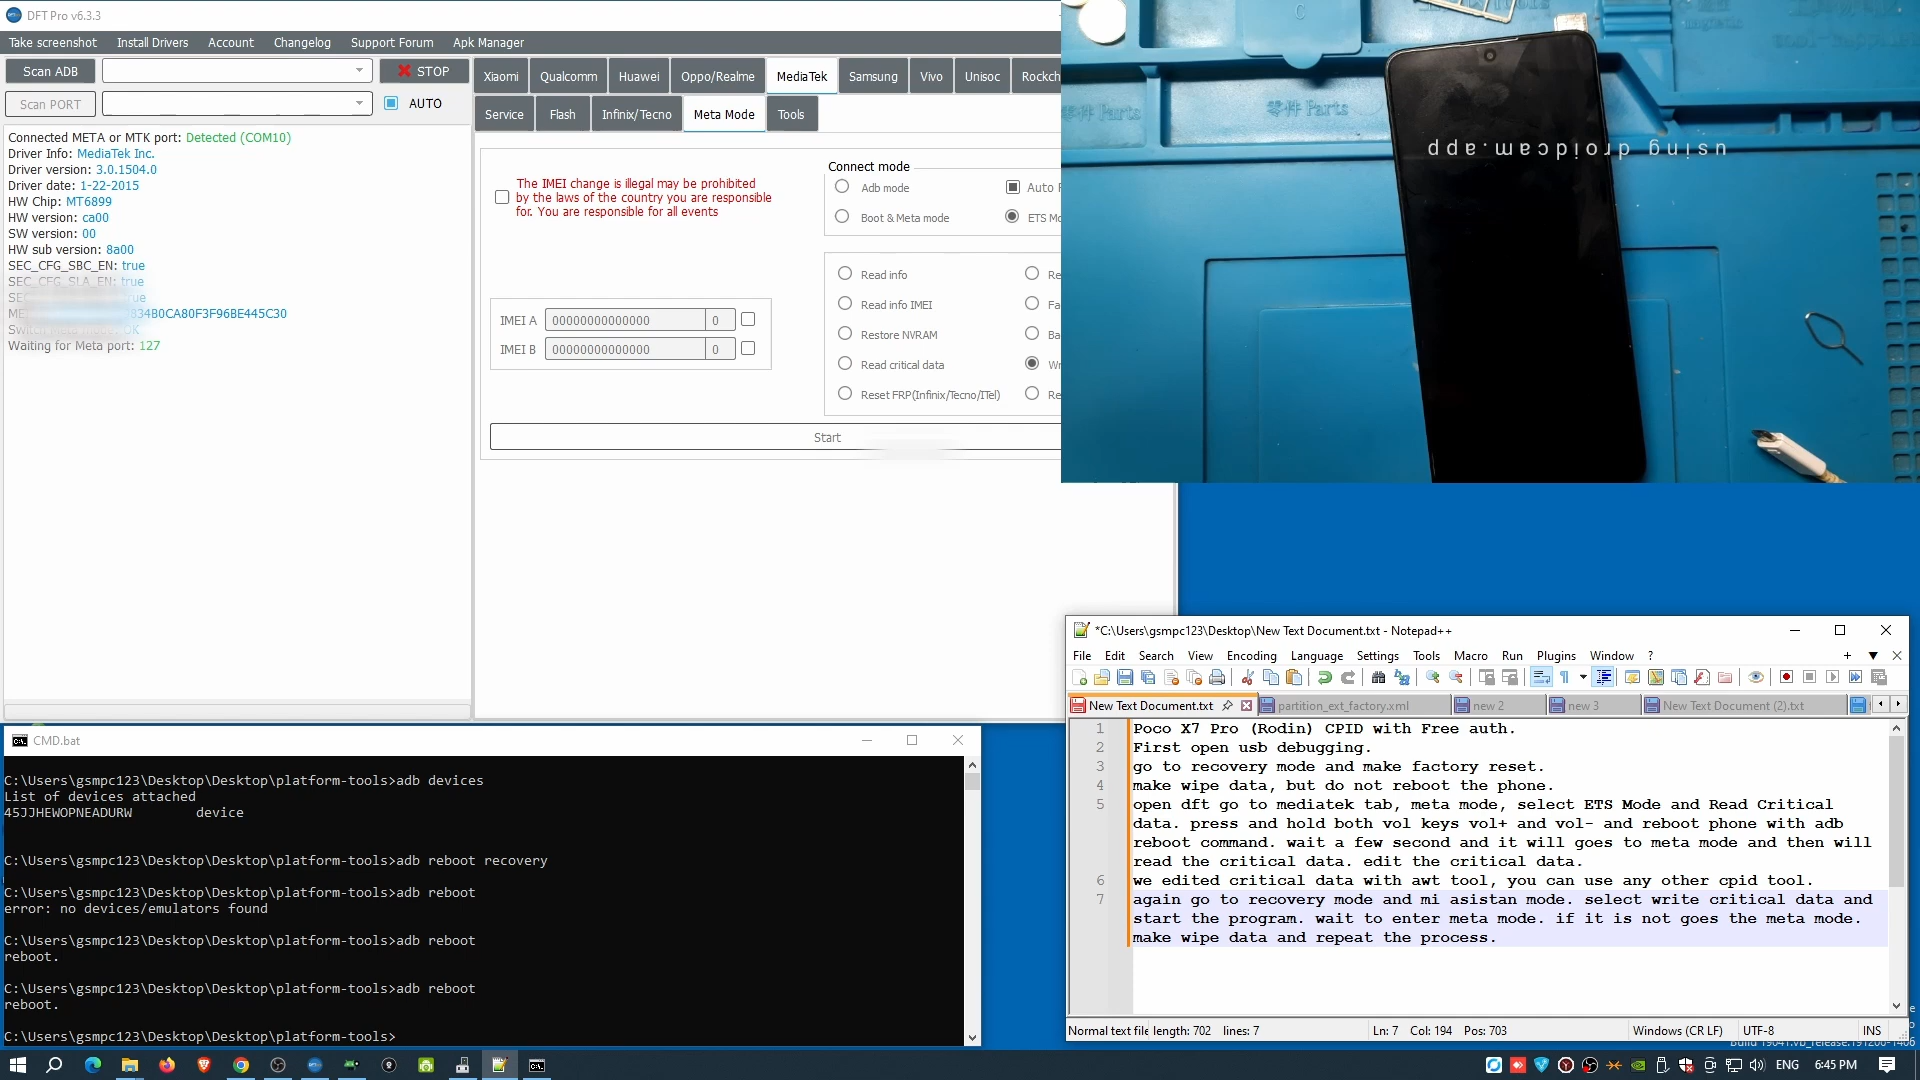 DFT Pro v6.3.3
Take screenshot Install Drivers Account Changelog Support Forum Apk Manager
Scan ADB STOP
Scan PORT AUTO
Xiaomi Qualcomm Huawei Oppo/Realme MediaTek Samsung Vivo Unisoc Rockch
Service Flash Infinix/Tecno Meta Mode Tools
Connected META or MTK port: Detected (COM10)
Driver Info: MediaTek Inc.
Driver version: 3.0.1504.0
Driver date: 1-22-2015
HW Chip: MT6899
HW version: ca00
SW version: 00
HW sub version: 8a00
SEC_CFG_SBC_EN: true
SEC_CFG_SLA_EN: true
834B0CA80F3F96BE445C30
Waiting for Meta port: 127
The IMEI change is illegal may be prohibited
by the laws of the country you are responsible
for. You are responsible for all events
Connect mode
Adb mode Auto
Boot & Meta mode ETS
IMEI A 00000000000000 0
IMEI B 00000000000000 0
Read info
Read info IMEI
Restore NVRAM
Read critical data
Reset FRP(Infinix/Tecno/ITel)
Start
零件 Parts
using droidcam.app
CMD.bat
C:\Users\gsmpc123\Desktop\Desktop\platform-tools>adb devices
List of devices attached
45JJHEWOPNEADURW device
C:\Users\gsmpc123\Desktop\Desktop\platform-tools>adb reboot recovery
C:\Users\gsmpc123\Desktop\Desktop\platform-tools>adb reboot
error: no devices/emulators found
C:\Users\gsmpc123\Desktop\Desktop\platform-tools>adb reboot
reboot.
C:\Users\gsmpc123\Desktop\Desktop\platform-tools>adb reboot
reboot.
C:\Users\gsmpc123\Desktop\Desktop\platform-tools>
*C:\Users\gsmpc123\Desktop\New Text Document.txt - Notepad++
File Edit Search View Encoding Language Settings Tools Macro Run Plugins Window ?
New Text Document.txt partition_ext_factory.xml new 2 new 3 New Text Document (2).txt
1 Poco X7 Pro (Rodin) CPID with Free auth.
2 First open usb debugging.
3 go to recovery mode and make factory reset.
4 make wipe data, but do not reboot the phone.
5 open dft go to mediatek tab, meta mode, select ETS Mode and Read Critical
data. press and hold both vol keys vol+ and vol- and reboot phone with adb
reboot command. wait a few second and it will goes to meta mode and then will
read the critical data. edit the critical data.
6 we edited critical data with awt tool, you can use any other cpid tool.
7 again go to recovery mode and mi asistan mode. select write critical data and
start the program. wait to enter meta mode. if it is not goes the meta mode.
make wipe data and repeat the process.
Normal text file length: 702 lines: 7 Ln: 7 Col: 194 Pos: 703 Windows (CR LF) UTF-8 INS
ENG 6:45 PM